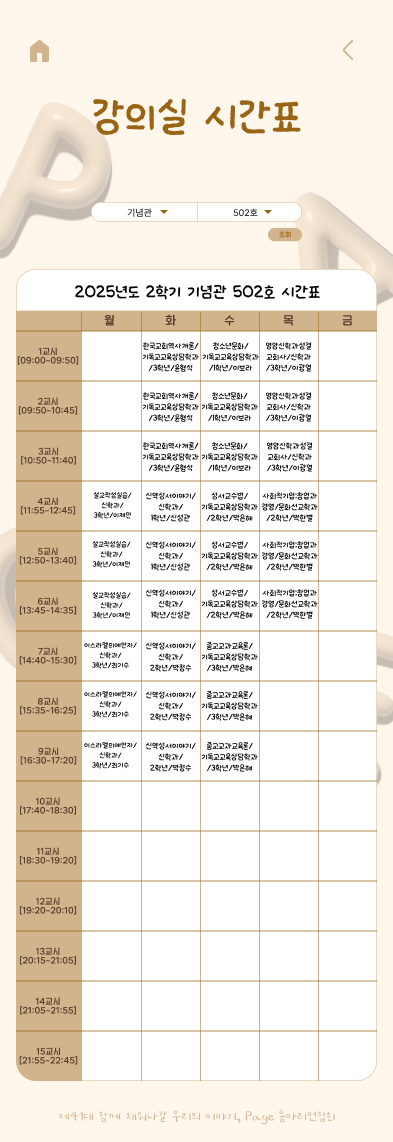 강의실 시간표
기념관 502호
조회
2025년도 2학기 기념관 502호 시간표
월 화 수 목 금
1교시
[09:00~09:50]
한국교회역사개론/
기독교교육상담학과
/3학년/윤형석
청소년문화/
기독교교육상담학과
/1학년/이보라
영암신학과성결
교회사/신학과
/3학년/이광열
2교시
[09:50~10:45]
한국교회역사개론/
기독교교육상담학과
/3학년/윤형석
청소년문화/
기독교교육상담학과
/1학년/이보라
영암신학과성결
교회사/신학과
/3학년/이광열
3교시
[10:50~11:40]
한국교회역사개론/
기독교교육상담학과
/3학년/윤형석
청소년문화/
기독교교육상담학과
/1학년/이보라
영암신학과성결
교회사/신학과
/3학년/이광열
4교시
[11:55~12:45]
설교작성실습/
신학과/
3학년/이재민
신약성서이야기/
신학과/
1학년/신성관
성서교수법/
기독교교육상담학과
/2학년/박은혜
사회적기업창업과
경영/문화선교학과
/2학년/박한별
5교시
[12:50~13:40]
설교작성실습/
신학과/
3학년/이재민
신약성서이야기/
신학과/
1학년/신성관
성서교수법/
기독교교육상담학과
/2학년/박은혜
사회적기업창업과
경영/문화선교학과
/2학년/박한별
6교시
[13:45~14:35]
설교작성실습/
신학과/
3학년/이재민
신약성서이야기/
신학과/
1학년/신성관
성서교수법/
기독교교육상담학과
/2학년/박은혜
사회적기업창업과
경영/문화선교학과
/2학년/박한별
7교시
[14:40~15:30]
이스라엘의예언자/
신학과/
3학년/최기수
신약성서이야기/
신학과/
2학년/박정수
종교교과교육론/
기독교교육상담학과
/3학년/박은혜
8교시
[15:35~16:25]
이스라엘의예언자/
신학과/
3학년/최기수
신약성서이야기/
신학과/
2학년/박정수
종교교과교육론/
기독교교육상담학과
/3학년/박은혜
9교시
[16:30~17:20]
이스라엘의예언자/
신학과/
3학년/최기수
신약성서이야기/
신학과/
2학년/박정수
종교교과교육론/
기독교교육상담학과
/3학년/박은혜
10교시
[17:40~18:30]
11교시
[18:30~19:20]
12교시
[19:20~20:10]
13교시
[20:15~21:05]
14교시
[21:05~21:55]
15교시
[21:55~22:45]
제41대 함께 채워나갈 우리의 이야기, Page 동아리연합회